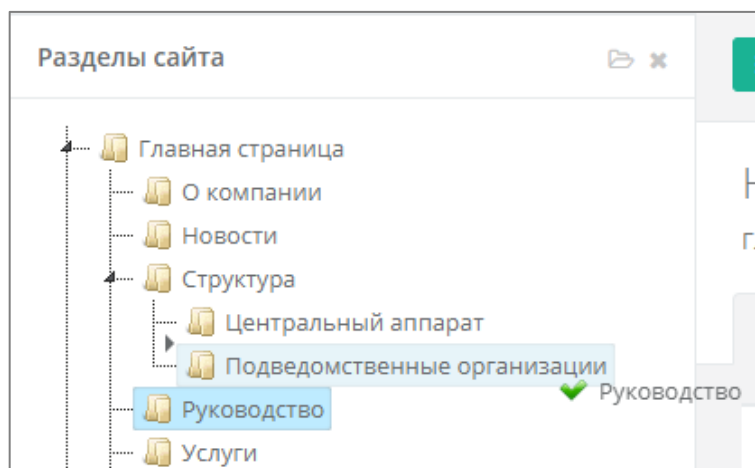 Разделы сайта
Главная страница
О компании
Новости
Структура
Центральный аппарат
Подведомственные организации
Руководство
Руководство
Услуги